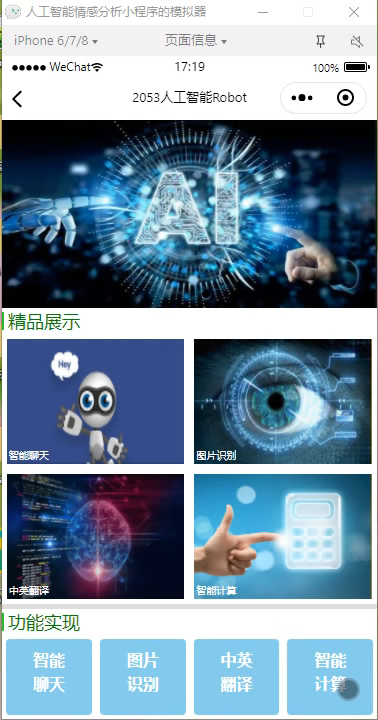 人工智能情感分析小程序的模拟器
iPhone 6/7/8
页面信息
WeChat
17:19
100%
2053人工智能Robot
AI
精品展示
Hey
智能聊天
图片识别
中英翻译
智能计算
功能实现
智能
聊天
图片
识别
中英
翻译
智能
计算